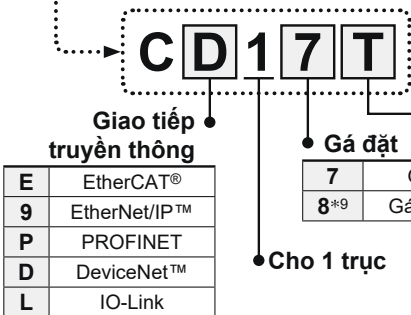 CD17T
Giao tiếp
truyền thông
E EtherCAT®
9 EtherNet/IP™
P PROFINET
D DeviceNet™
L IO-Link
Gá đặt
7
8*9
Cho 1 trục